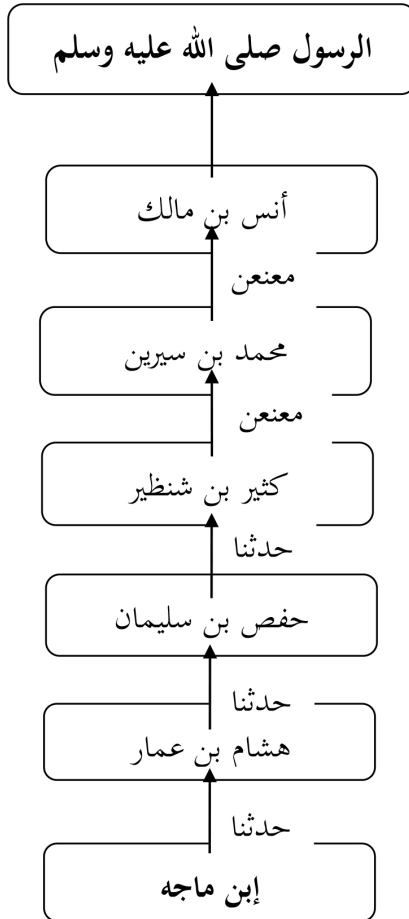 الرسول صلى الله عليه وسلم
أنس بن مالك
معنعن
محمد بن سيرين
معنعن
كثير بن شنظير
حدثنا
حفص بن سليمان
حدثنا
هشام بن عمار
حدثنا
إبن ماجه